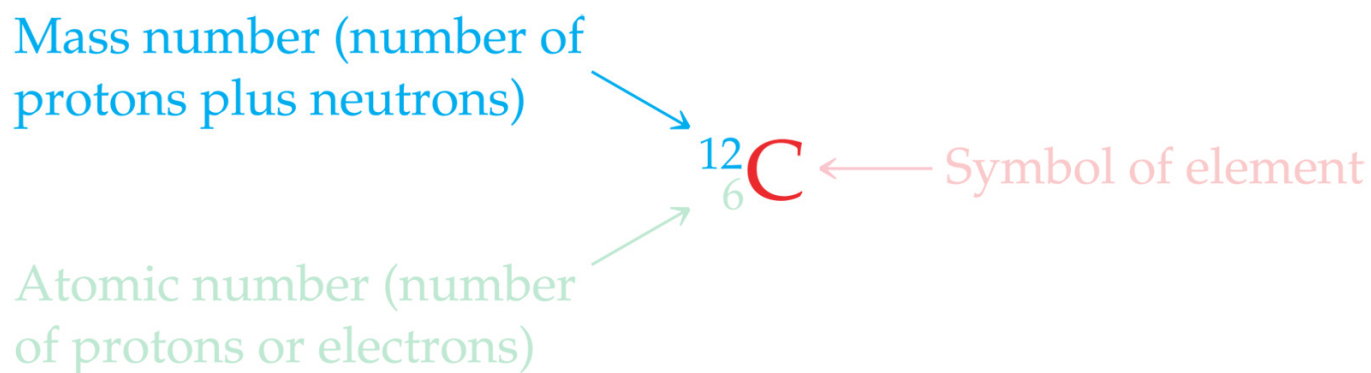 Mass number (number of
protons plus neutrons)
12
6
C
Symbol of element
Atomic number (number
of protons or electrons)